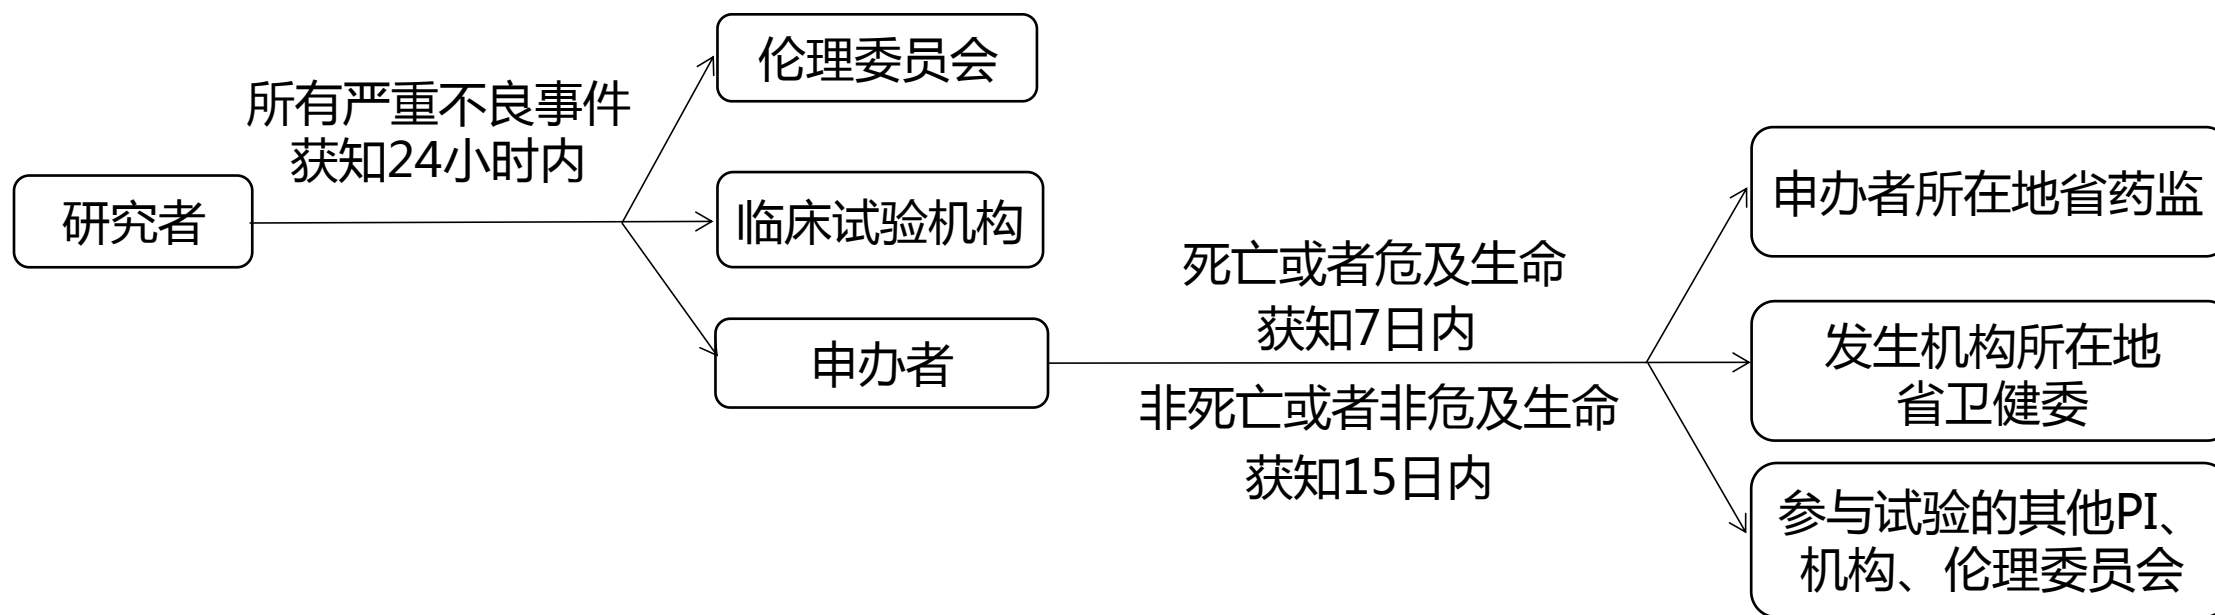 伦理委员会
所有严重不良事件
获知24小时内
研究者
临床试验机构
申办者
死亡或者危及生命
获知7日内
非死亡或者非危及生命
获知15日内
申办者所在地省药监
发生机构所在地
省卫健委
参与试验的其他PI、
机构、伦理委员会